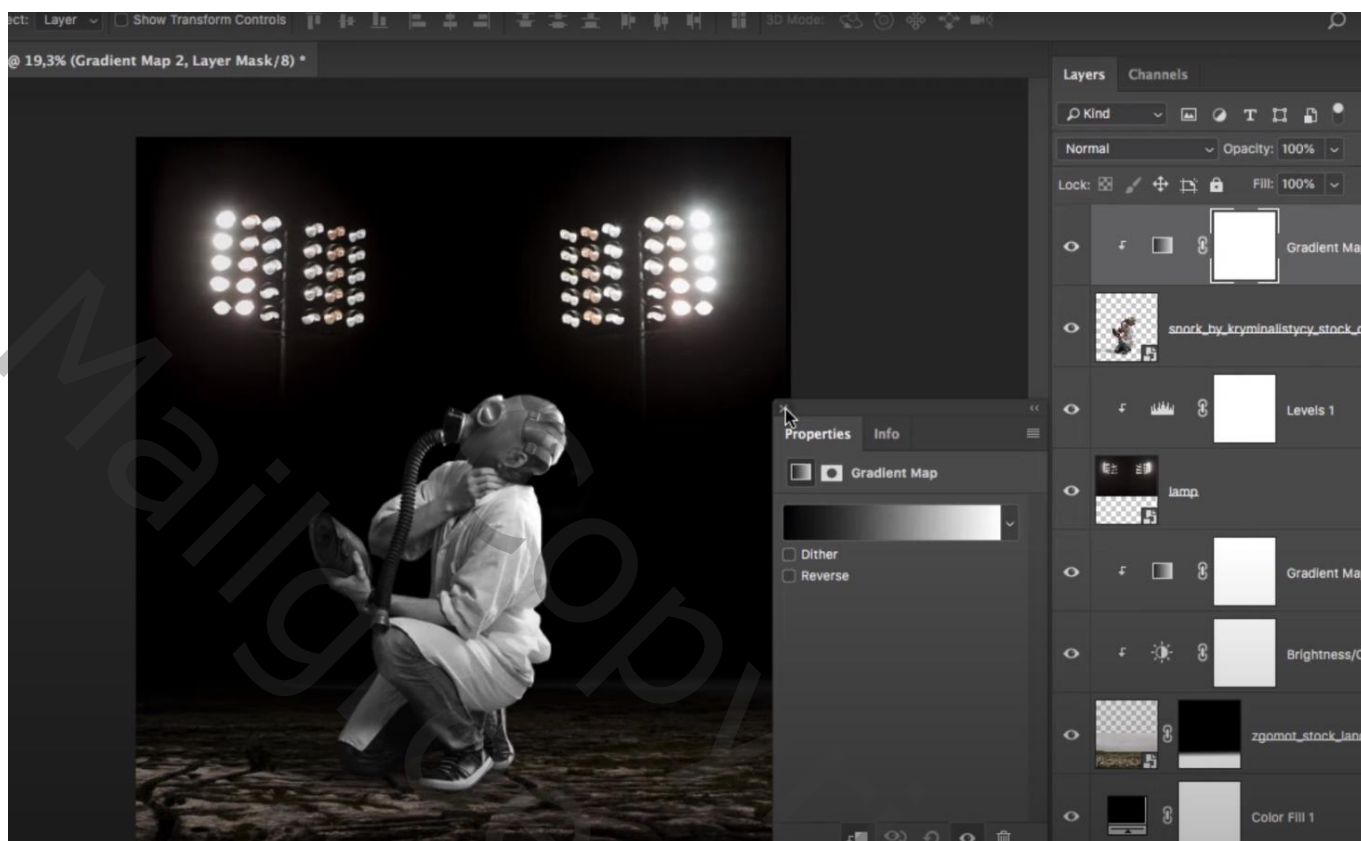 ect: Layer Show Transform Controls 3D Mode:
@ 19,3% (Gradient Map 2, Layer Mask/8) *
Layers Channels
Kind
Normal Opacity: 100%
Lock: Fill: 100%
Gradient Ma
snork_by_kryminalistycy_stock_d
Levels 1
lamp
Gradient Ma
Brightness/C
zgomot_stock_land
Color Fill 1
Properties Info
Gradient Map
Dither
Reverse